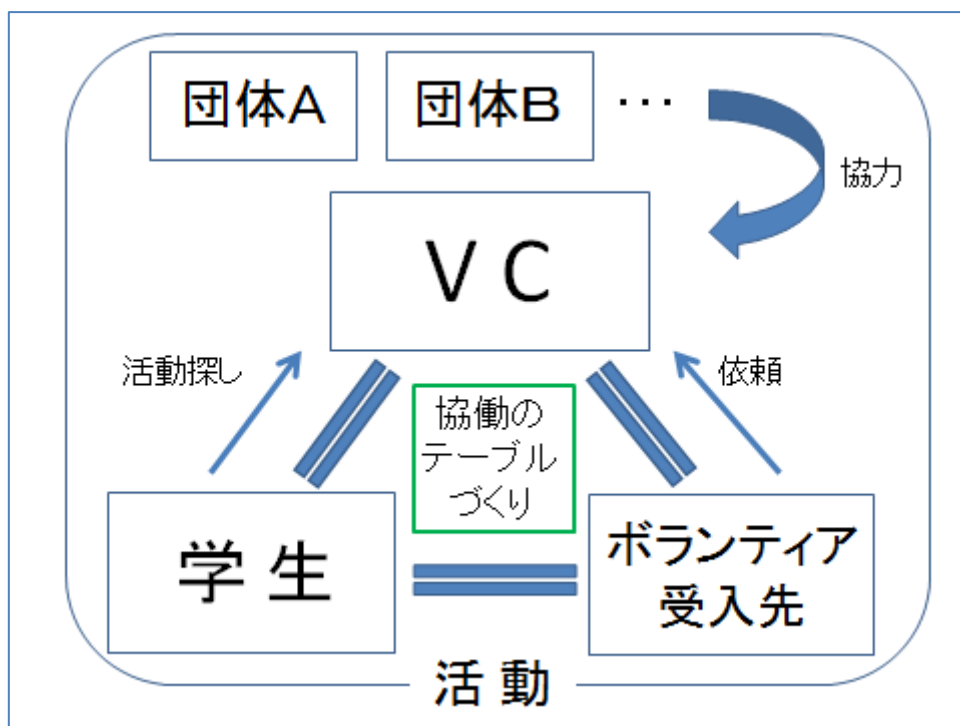 団体A
団体B
…
協力
V C
活動探し
依頼
協働の
テーブル
づくり
学 生
ボランティア
受入先
活 動